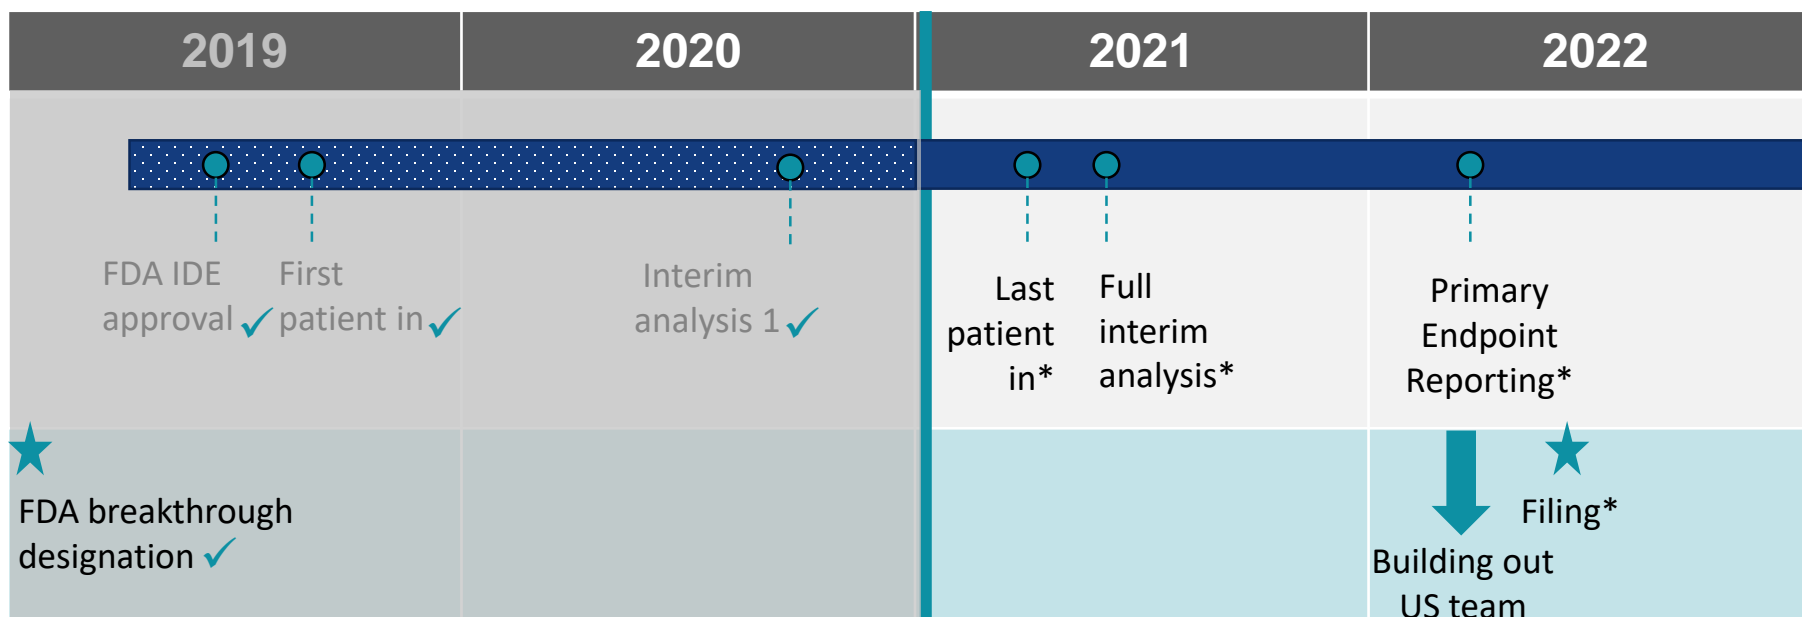 2019
2020
2021
2022
FDA IDE
approval ✓
First
patient in ✓
Interim
analysis 1 ✓
Last
patient
in*
Full
interim
analysis*
Primary
Endpoint
Reporting*
FDA breakthrough
designation ✓
Building out
US team
Filing*